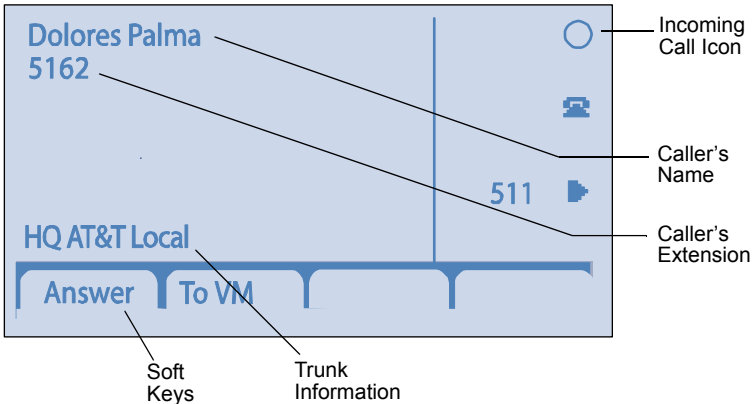 Dolores Palma
5162
511
HQ AT&T Local
Answer
To VM
Incoming
Call Icon
Caller’s
Name
Caller’s
Extension
Soft
Keys
Trunk
Information